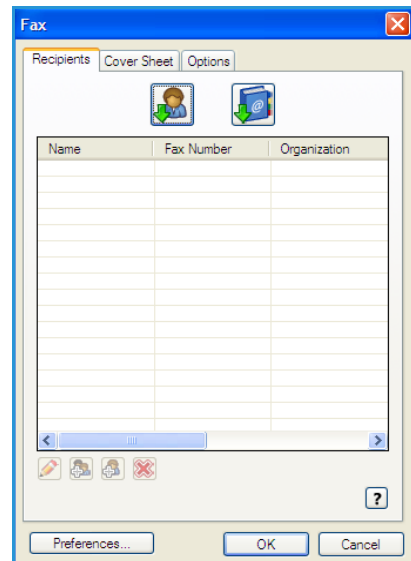 Fax
Recipients Cover Sheet Options
@
Name Fax Number Organization
?
Preferences... OK Cancel